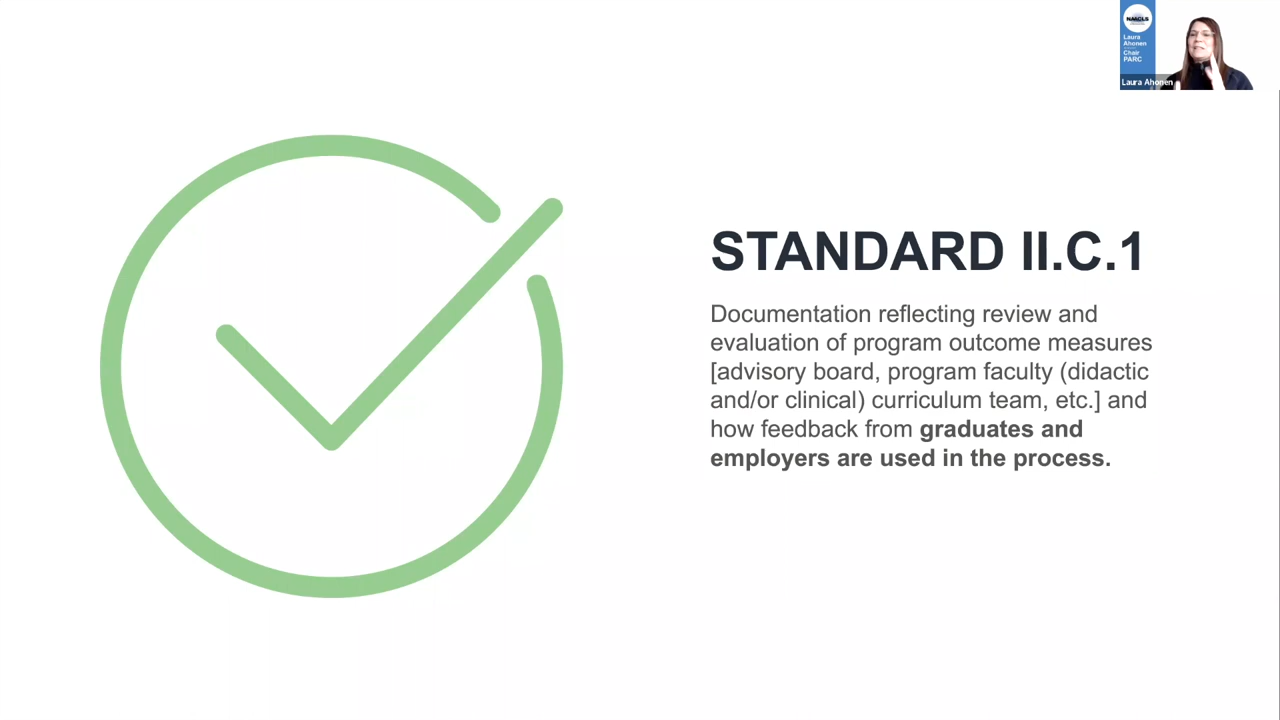 NAACLS
Laura
Ahonen
Chair
PARC
Laura Ahonen
STANDARD II.C.1
Documentation reflecting review and
evaluation of program outcome measures
[advisory board, program faculty (didactic
and/or clinical) curriculum team, etc.] and
how feedback from graduates and
employers are used in the process.